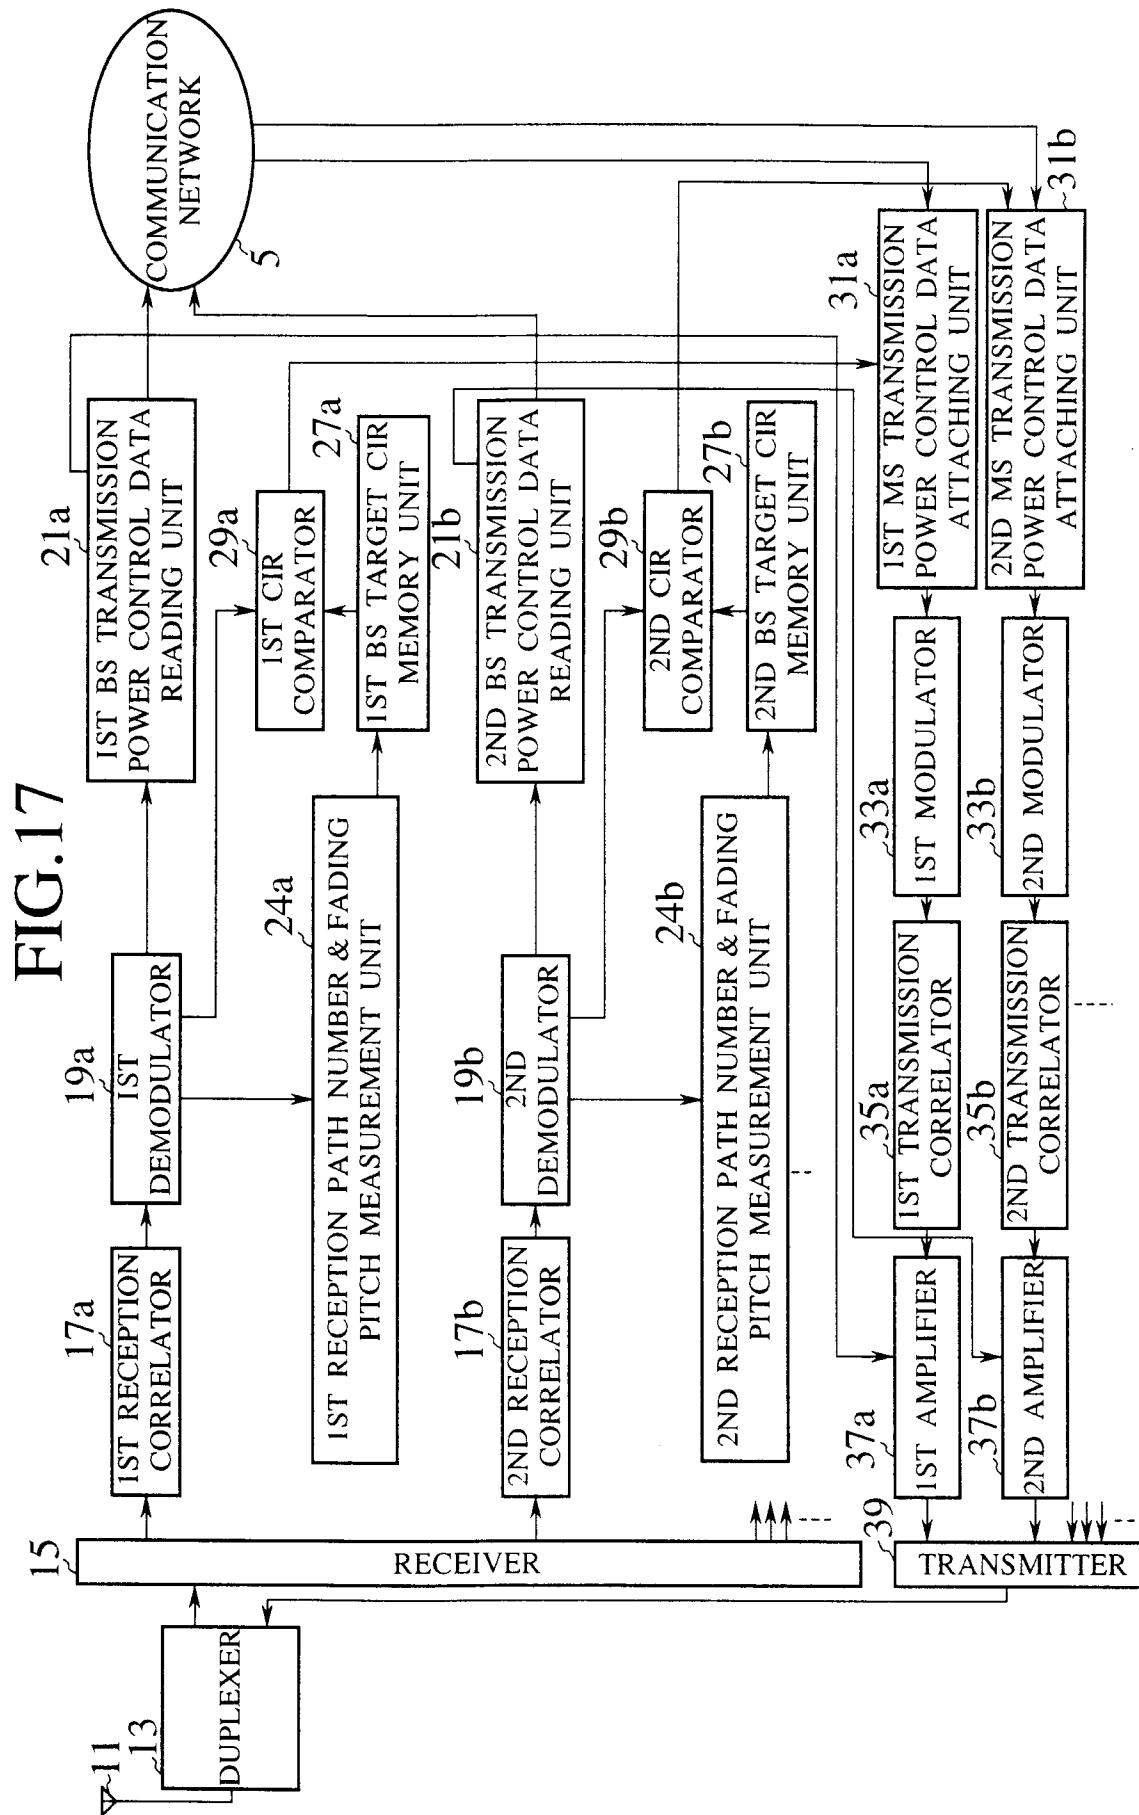 FIG.17
11
13
DUPLEXER
15
RECEIVER
17a
1ST RECEPTION
CORRELATOR
19a
1ST
DEMODULATOR
21a
1ST BS TRANSMISSION
POWER CONTROL DATA
READING UNIT
COMMUNICATION
NETWORK
5
24a
1ST RECEPTION PATH NUMBER & FADING
PITCH MEASUREMENT UNIT
29a
1ST CIR
COMPARATOR
27a
1ST BS TARGET CIR
MEMORY UNIT
17b
2ND RECEPTION
CORRELATOR
19b
2ND
DEMODULATOR
21b
2ND BS TRANSMISSION
POWER CONTROL DATA
READING UNIT
24b
2ND RECEPTION PATH NUMBER & FADING
PITCH MEASUREMENT UNIT
29b
2ND CIR
COMPARATOR
27b
2ND BS TARGET CIR
MEMORY UNIT
39
TRANSMITTER
37a
1ST AMPLIFIER
35a
1ST TRANSMISSION
CORRELATOR
33a
1ST MODULATOR
31a
1ST MS TRANSMISSION
POWER CONTROL DATA
ATTACHING UNIT
37b
2ND AMPLIFIER
35b
2ND TRANSMISSION
CORRELATOR
33b
2ND MODULATOR
31b
2ND MS TRANSMISSION
POWER CONTROL DATA
ATTACHING UNIT